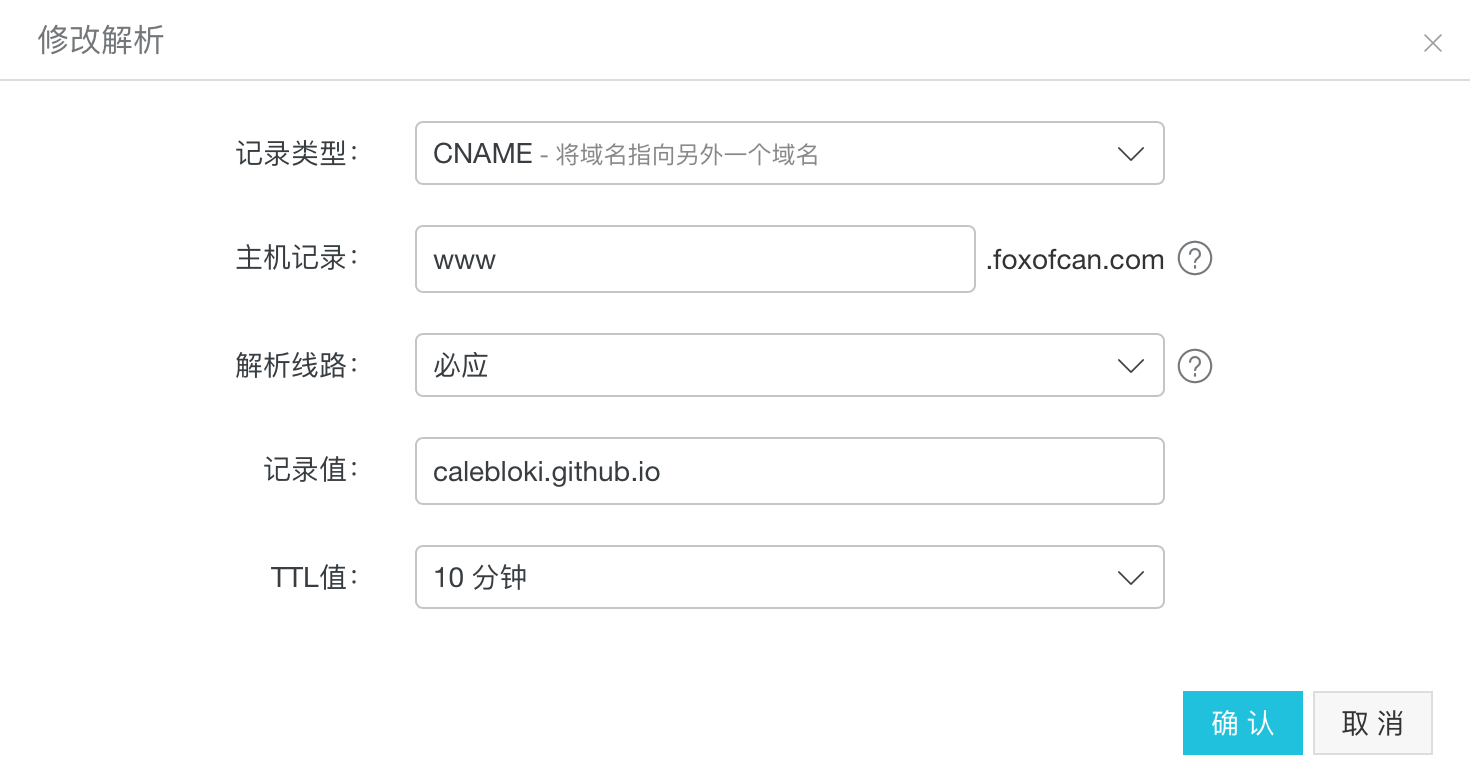 修改解析
记录类型： CNAME - 将域名指向另外一个域名
主机记录： www .foxofcan.com ?
解析线路： 必应 ?
记录值： calebloki.github.io
TTL值： 10 分钟
确 认 取 消